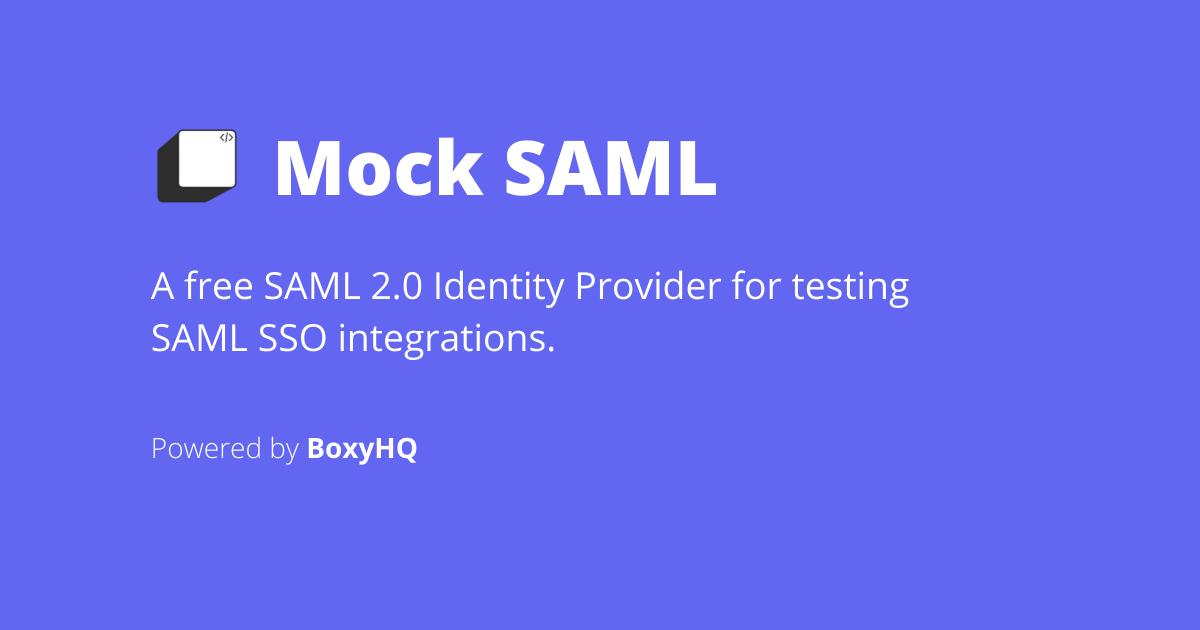 </>
Mock SAML
A free SAML 2.0 Identity Provider for testing
SAML SSO integrations.
Powered by BoxyHQ